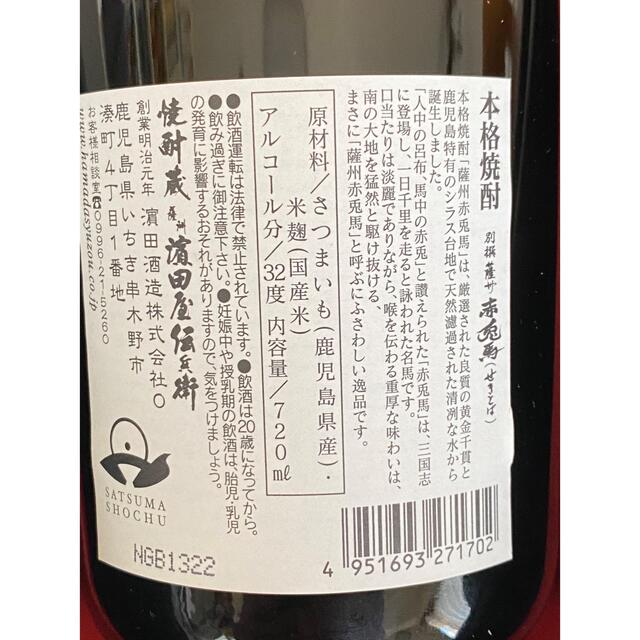 本格焼酎 別撰薩州 赤兎馬(せきとば)
本格焼酎「薩州 赤兎馬」は、厳選された良質の黄金千貫と
鹿児島特有のシラス台地で天然濾過された清冽な水から
誕生しました。
「人中の呂布、馬中の赤兎」と讃えられた「赤兎馬」は、三国志
に登場し、一日千里を走ると詠われた名馬です。
口当たりは淡麗でありながら、喉を伝わる重厚な味わいは、
南の大地を猛然と駆け抜ける、
まさに「薩州 赤兎馬」と呼ぶにふさわしい逸品です。
原材料/さつまいも(鹿児島県産)・
米麹(国産米)
アルコール分/32度 内容量/720㎖
●飲酒運転は法律で禁止されています。●飲酒は20歳になってから。
●飲み過ぎに御注意下さい。●妊娠中や授乳期の飲酒は、胎児・乳児
の発育に影響するおそれがありますので、気をつけましょう。
焼酎蔵 薩州 濵田屋伝兵衛
創業明治元年 濵田酒造株式会社 O
鹿児島県いちき串木野市
湊町4丁目1番地
お客様相談室☎0996-21-5260
www.hamadasyuzou.co.jp
SATSUMA
SHOCHU
NGB1322
4 951693 271702